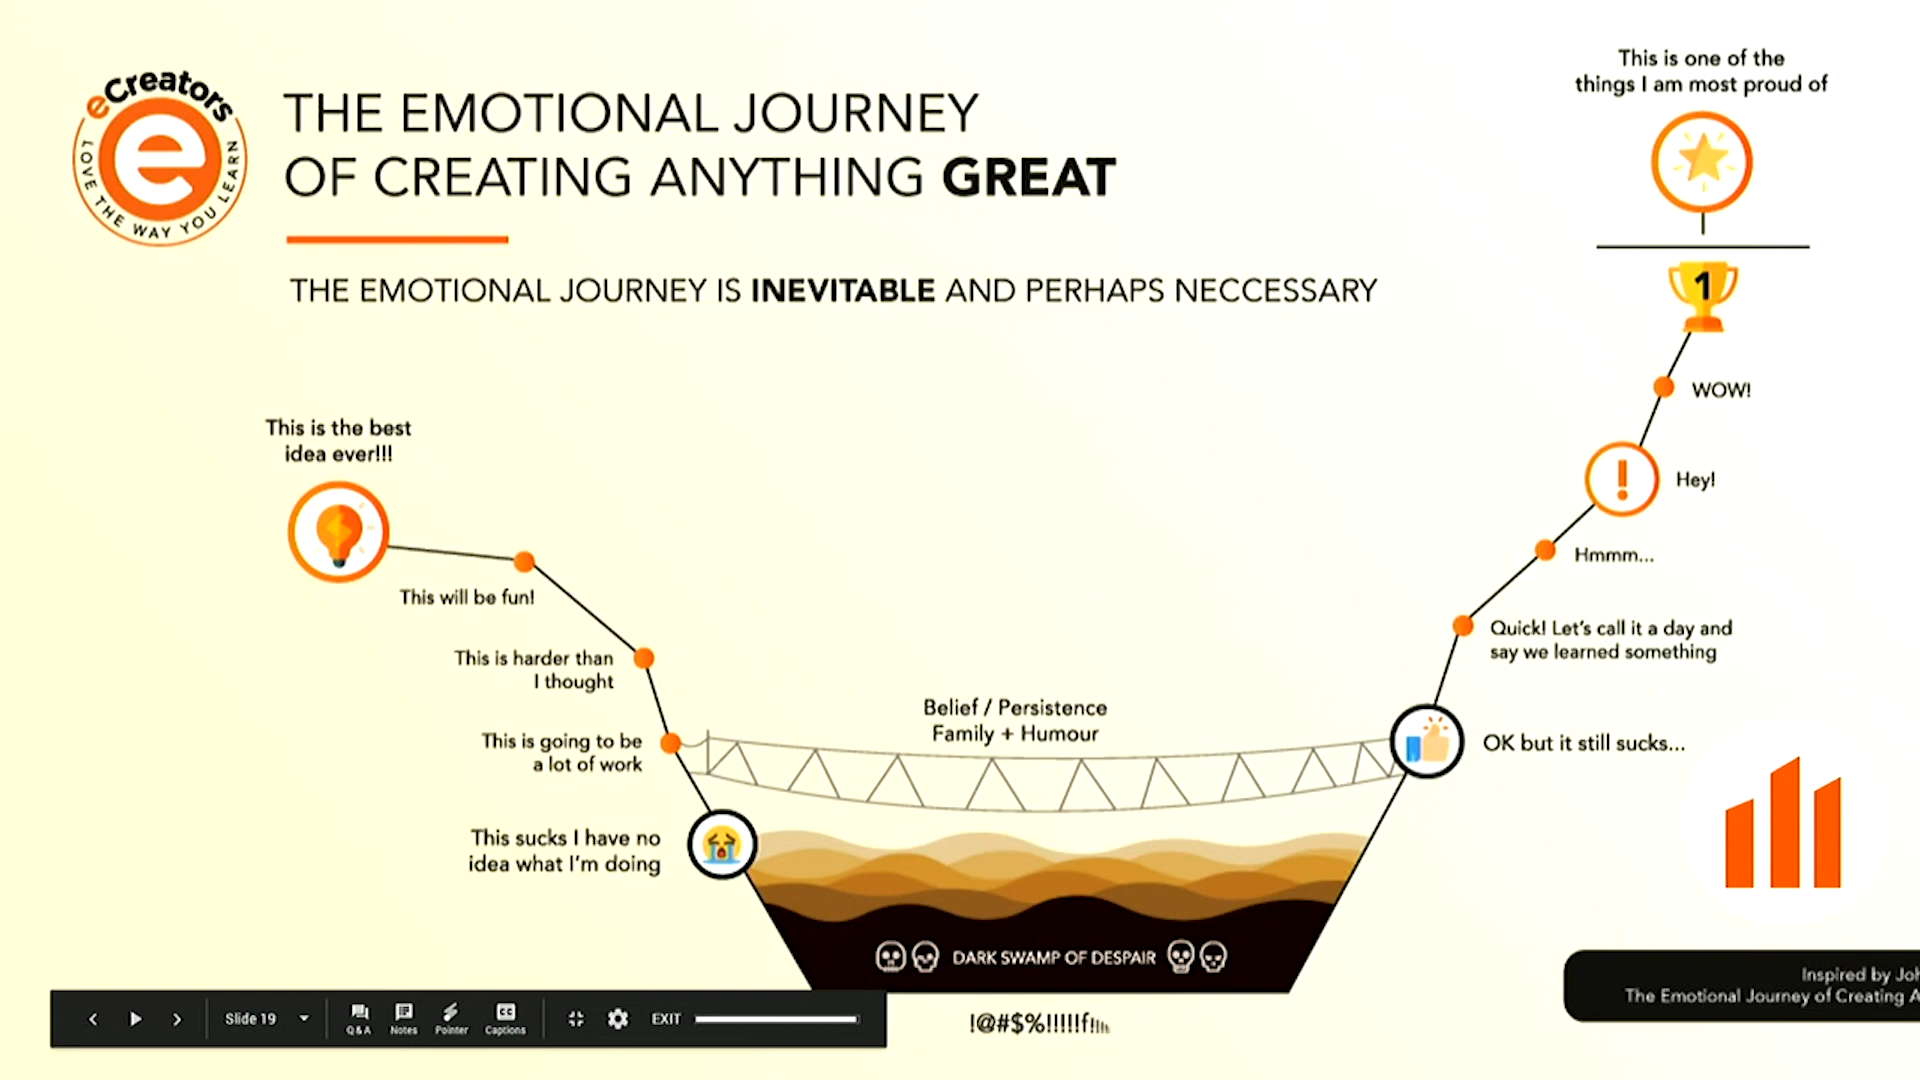 eCreators
LOVE THE WAY YOU LEARN
THE EMOTIONAL JOURNEY
OF CREATING ANYTHING GREAT
THE EMOTIONAL JOURNEY IS INEVITABLE AND PERHAPS NECCESSARY
This is one of the
things I am most proud of
1
WOW!
Hey!
Hmmm...
Quick! Let's call it a day and
say we learned something
OK but it still sucks...
This is the best
idea ever!!!
This will be fun!
This is harder than
I thought
This is going to be
a lot of work
This sucks I have no
idea what I'm doing
Belief / Persistence
Family + Humour
DARK SWAMP OF DESPAIR
!@#$%!!!!!f!!!!
Inspired by
The Emotional Journey of Creating
Slide 19
Q&A
Notes
Pointer
CC
Captions
EXIT